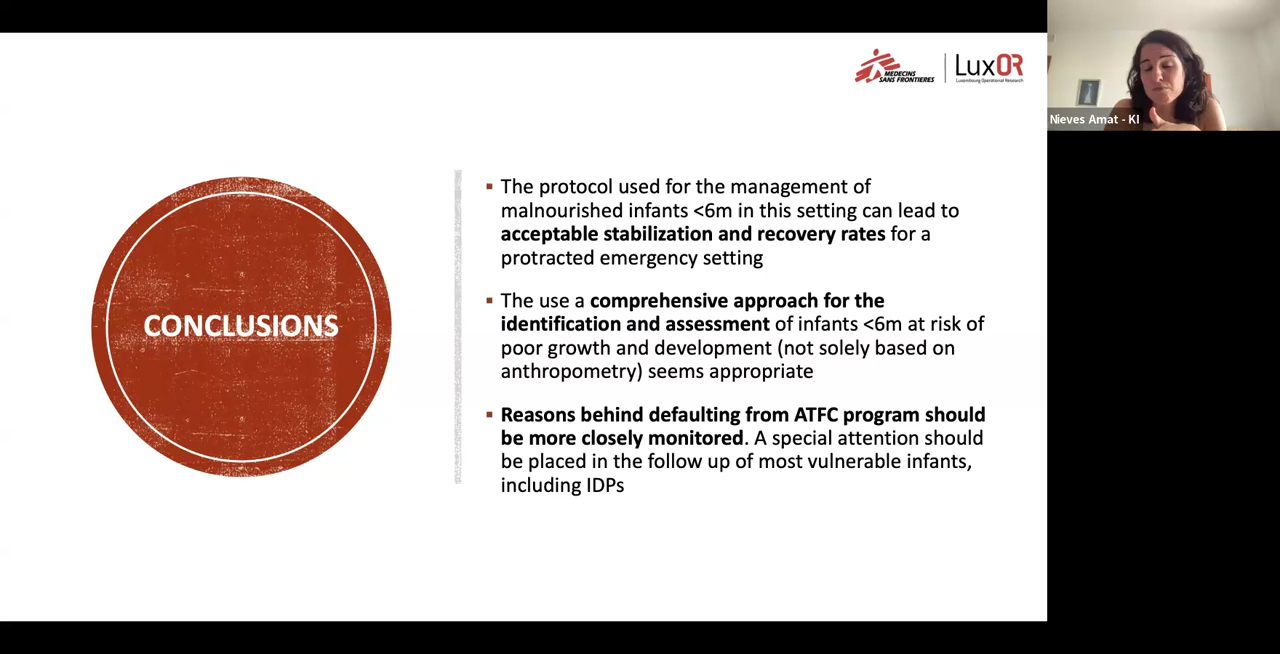 MEDECINS
SANS FRONTIERES
LuxOR
Luxembourg Operational Research
Nieves Amat - KI
CONCLUSIONS
▪ The protocol used for the management of
malnourished infants <6m in this setting can lead to
acceptable stabilization and recovery rates for a
protracted emergency setting
▪ The use a comprehensive approach for the
identification and assessment of infants <6m at risk of
poor growth and development (not solely based on
anthropometry) seems appropriate
▪ Reasons behind defaulting from ATFC program should
be more closely monitored. A special attention should
be placed in the follow up of most vulnerable infants,
including IDPs